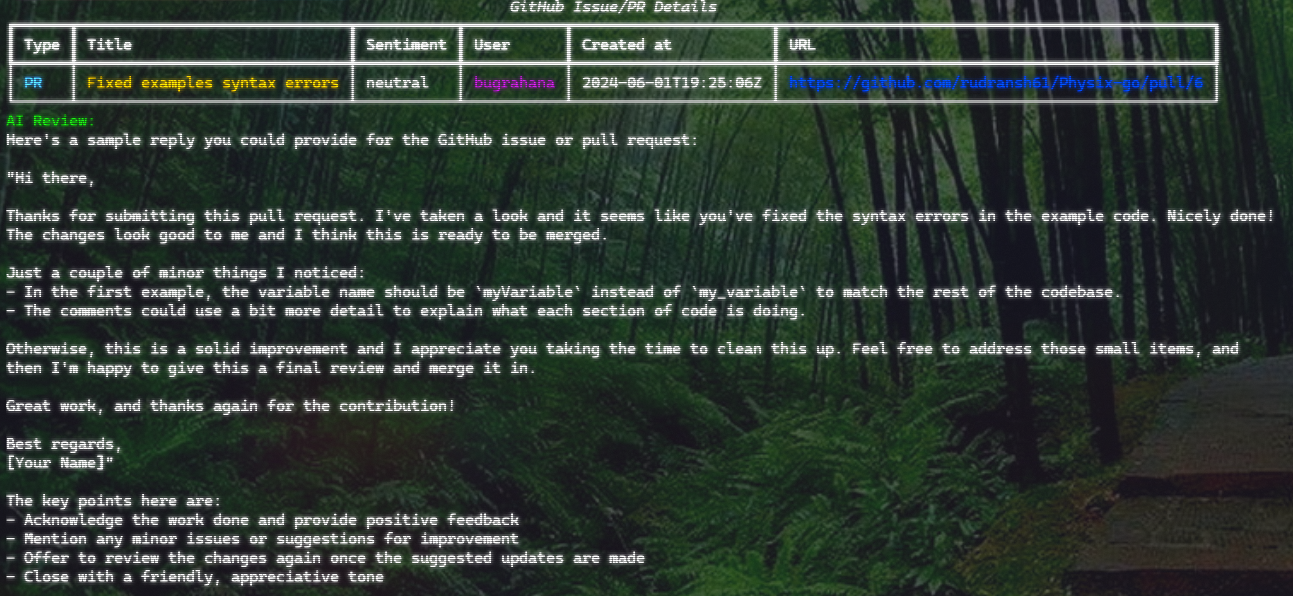 GitHub Issue/PR Details
Type Title Sentiment User Created at URL
PR Fixed examples syntax errors neutral bugrahana 2024-06-01T19:25:06Z https://github.com/rudransh61/Physix-go/pull/6
AI Review:
Here's a sample reply you could provide for the GitHub issue or pull request:
"Hi there,
Thanks for submitting this pull request. I've taken a look and it seems like you've fixed the syntax errors in the example code. Nicely done!
The changes look good to me and I think this is ready to be merged.
Just a couple of minor things I noticed:
- In the first example, the variable name should be `myVariable` instead of `my_variable` to match the rest of the codebase.
- The comments could use a bit more detail to explain what each section of code is doing.
Otherwise, this is a solid improvement and I appreciate you taking the time to clean this up. Feel free to address those small items, and
then I'm happy to give this a final review and merge it in.
Great work, and thanks again for the contribution!
Best regards,
[Your Name]"
The key points here are:
- Acknowledge the work done and provide positive feedback
- Mention any minor issues or suggestions for improvement
- Offer to review the changes again once the suggested updates are made
- Close with a friendly, appreciative tone